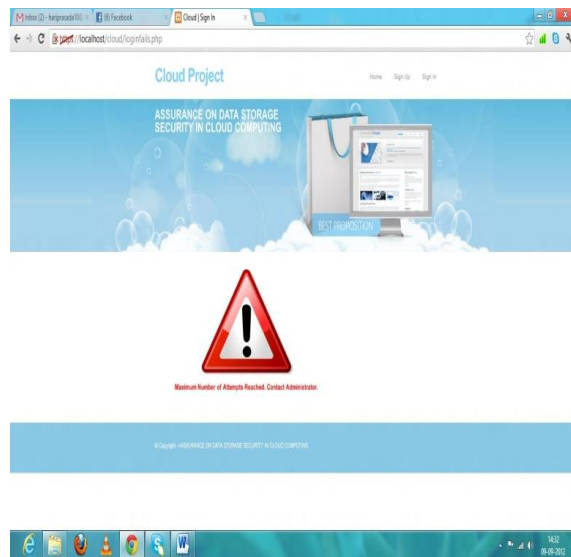 Inbox (2) - hariprasada100
(6) Facebook
Cloud | Sign In
https://localhost/cloud/loginfails.php
Cloud Project
Home Sign Up Sign In
ASSURANCE ON DATA STORAGE
SECURITY IN CLOUD COMPUTING
BEST PROPOSITION
Maximum Number of Attempts Reached. Contact Administrator.
© Copyright - ASSURANCE ON DATA STORAGE SECURITY IN CLOUD COMPUTING
14:32
09-09-2012